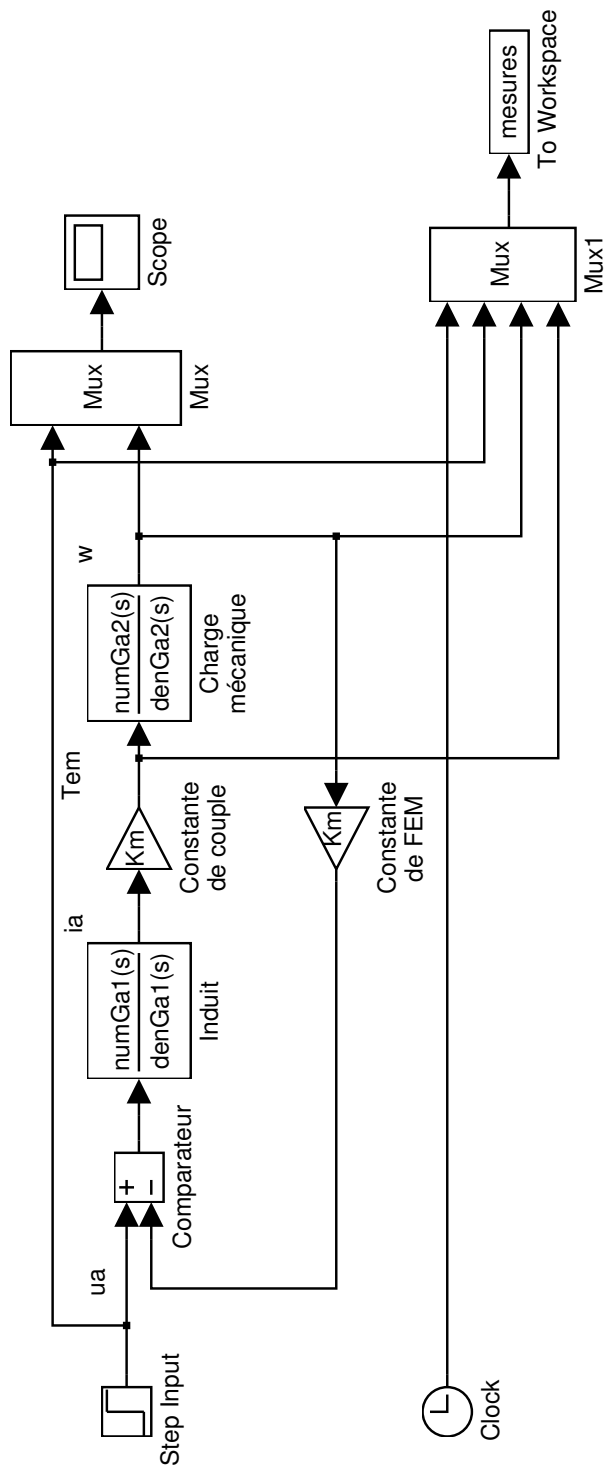 Step Input
ua
+
−
Comparateur
numGa1(s)
denGa1(s)
Induit
ia
Km
Constante
de couple
Tem
numGa2(s)
denGa2(s)
Charge
mécanique
w
Mux
Mux
Scope
Km
Constante
de FEM
Clock
Mux
Mux1
mesures
To Workspace